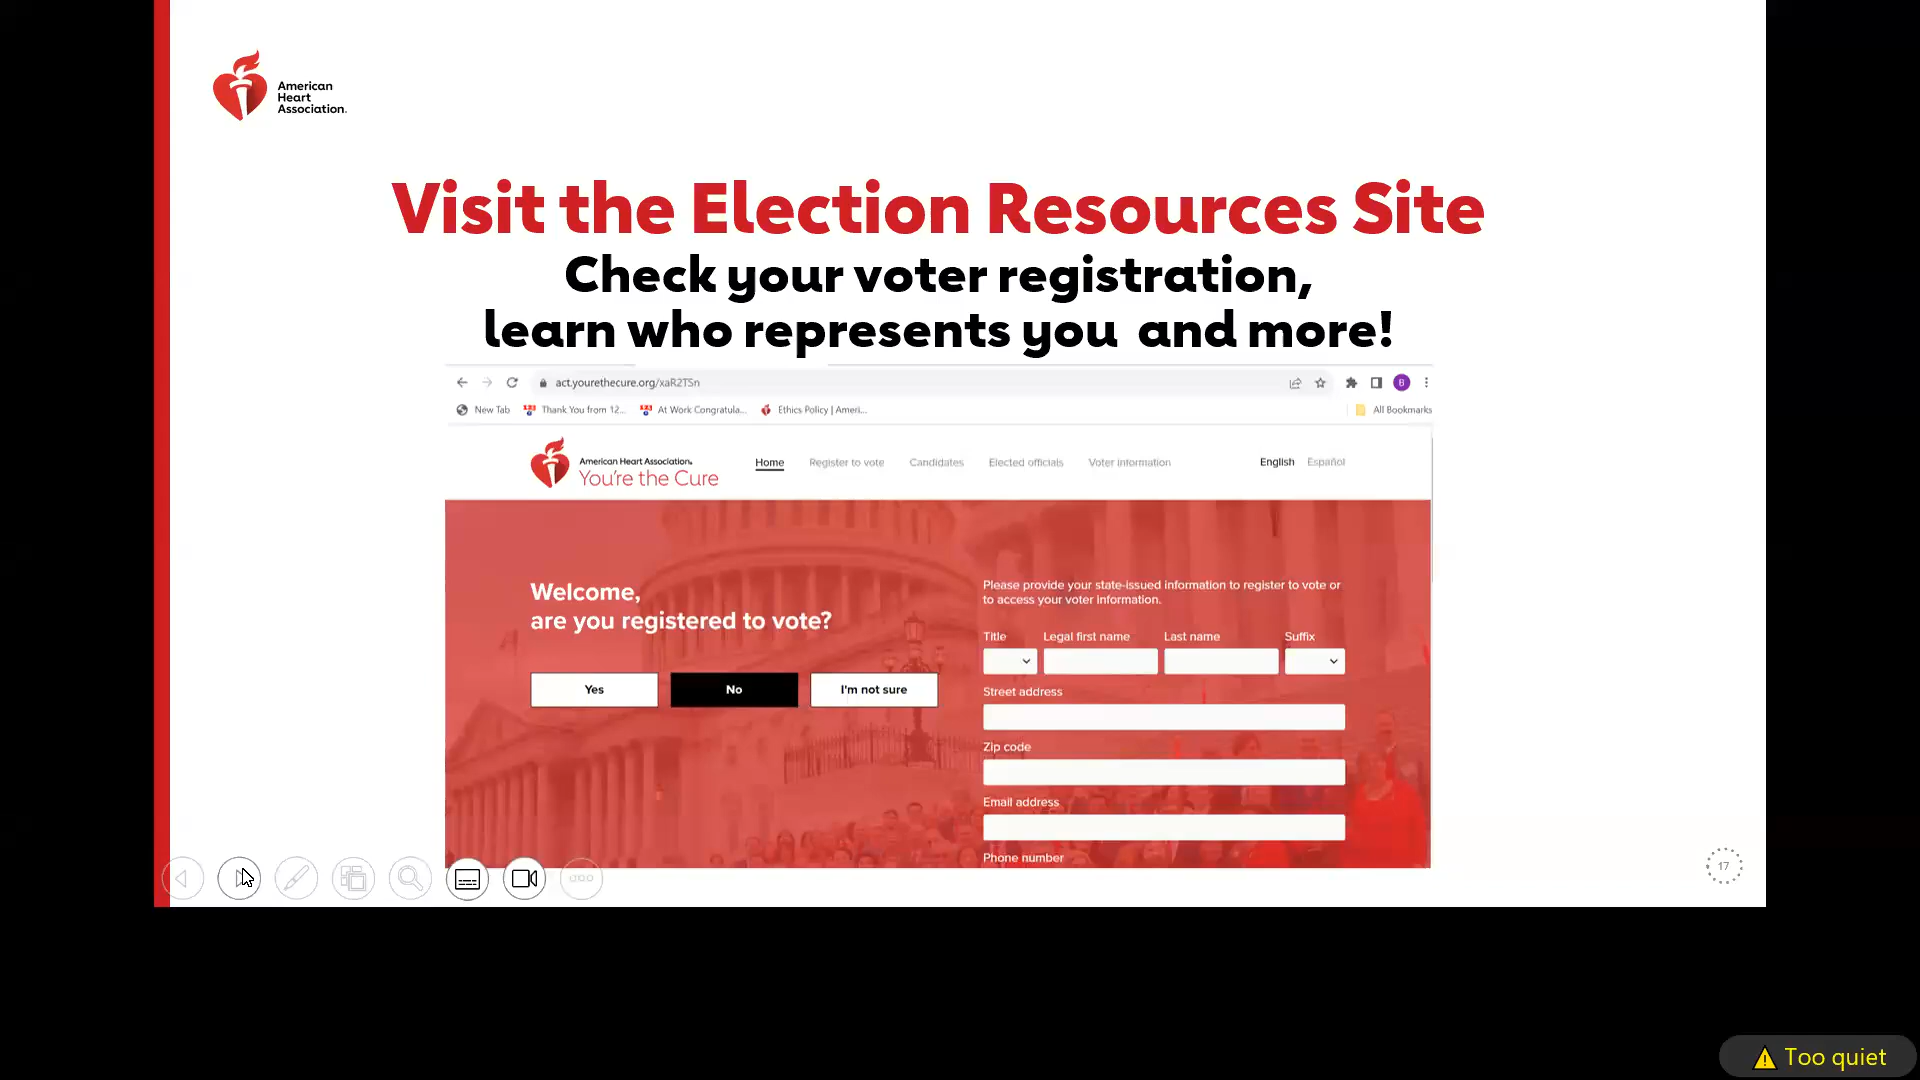 American
Heart
Association.
Visit the Election Resources Site
Check your voter registration,
learn who represents you and more!
act.yourethecure.org/xaR2TSn
B
New Tab
Thank You from 12...
At Work Congratula...
Ethics Policy | Ameri...
All Bookmarks
American Heart Association.
You're the Cure
Home Register to vote Candidates Elected officials Voter information
English Español
Welcome,
are you registered to vote?
Yes No I'm not sure
Please provide your state-issued information to register to vote or
to access your voter information.
Title Legal first name Last name Suffix
Street address
Zip code
Email address
Phone number
17
Too quiet